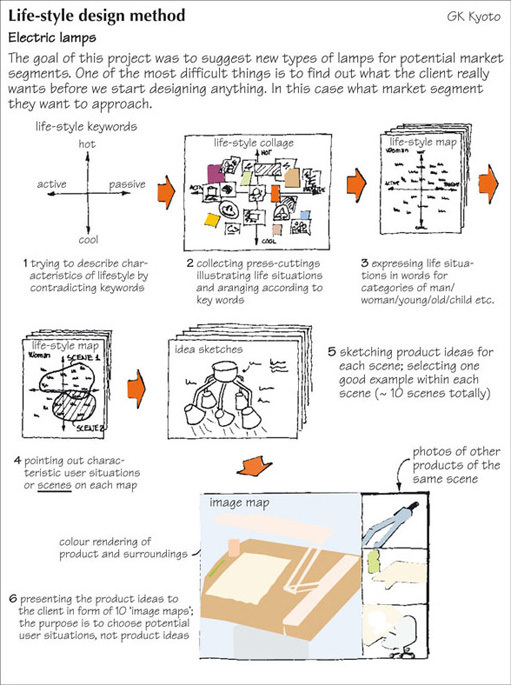 Life-style design method
GK Kyoto
Electric lamps
The goal of this project was to suggest new types of lamps for potential market
segments. One of the most difficult things is to find out what the client really
wants before we start designing anything. In this case what market segment
they want to approach.
life-style keywords
hot
active
passive
cool
1 trying to describe char-
acteristics of lifestyle by
contradicting keywords
life-style collage
HOT
ACTIVE
COOL
2 collecting press-cuttings
illustrating life situations
and aranging according to
key words
life-style map
Woman
HOT
ACTIVE
PASSIVE
COOL
3 expressing life situa-
tions in words for
categories of man/
woman/young/old/child etc.
life-style map
Woman
SCENE 1
SCENE 2
4 pointing out charac-
teristic user situations
or scenes on each map
idea sketches
5 sketching product ideas for
each scene; selecting one
good example within each
scene (~ 10 scenes totally)
photos of other
products of the
same scene
image map
colour rendering of
product and surroundings
6 presenting the product ideas to
the client in form of 10 'image maps';
the purpose is to choose potential
user situations, not product ideas